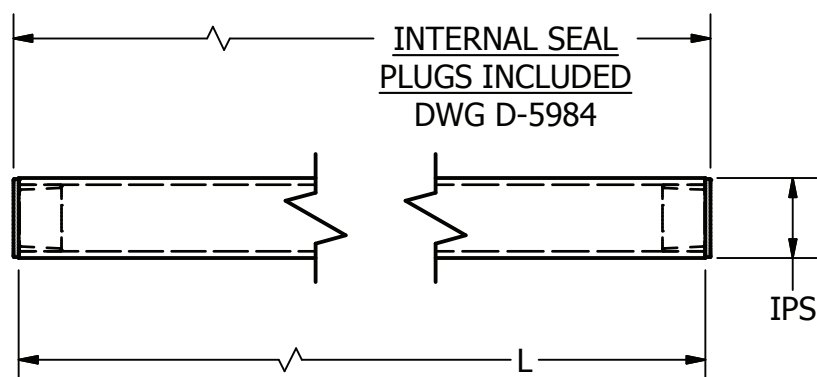 INTERNAL SEAL
PLUGS INCLUDED
DWG D-5984
IPS
L